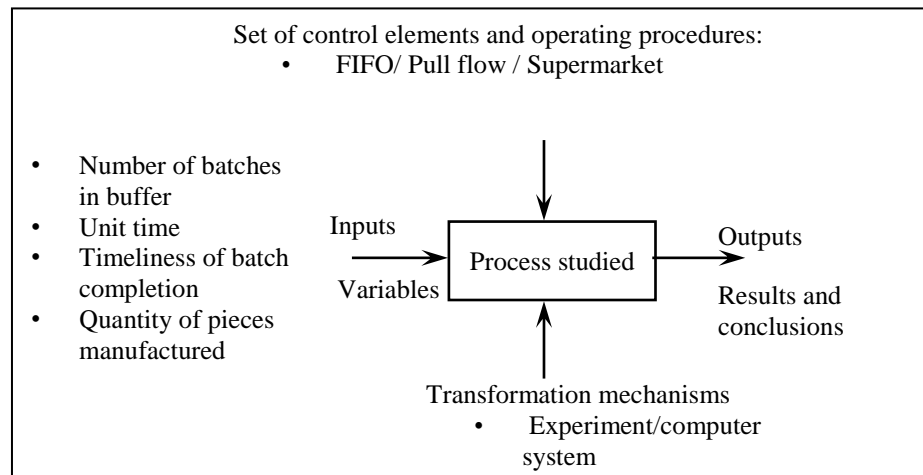 Set of control elements and operating procedures:
• FIFO/ Pull flow / Supermarket
• Number of batches
in buffer
• Unit time
• Timeliness of batch
completion
• Quantity of pieces
manufactured
Inputs
Variables
Process studied
Outputs
Results and
conclusions
Transformation mechanisms
• Experiment/computer
system